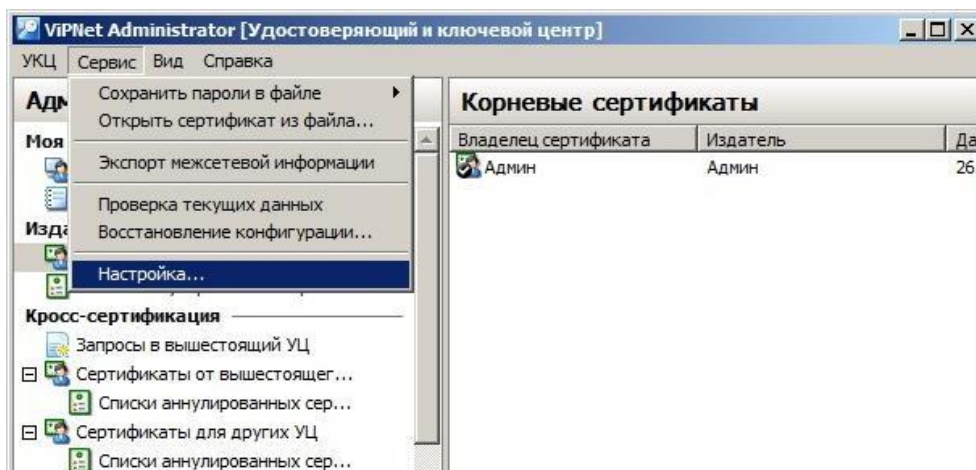 ViPNet Administrator [Удостоверяющий и ключевой центр]
УКЦ Сервис Вид Справка
Сохранить пароли в файле
Открыть сертификат из файла...
Экспорт межсетевой информации
Проверка текущих данных
Восстановление конфигурации...
Настройка...
Моя
Кросс-сертификация
Запросы в вышестоящий УЦ
Сертификаты от вышестоящег...
Списки аннулированных сер...
Сертификаты для других УЦ
Списки аннулированных сер...
Корневые сертификаты
Владелец сертификата Издатель Да
Админ Админ 26